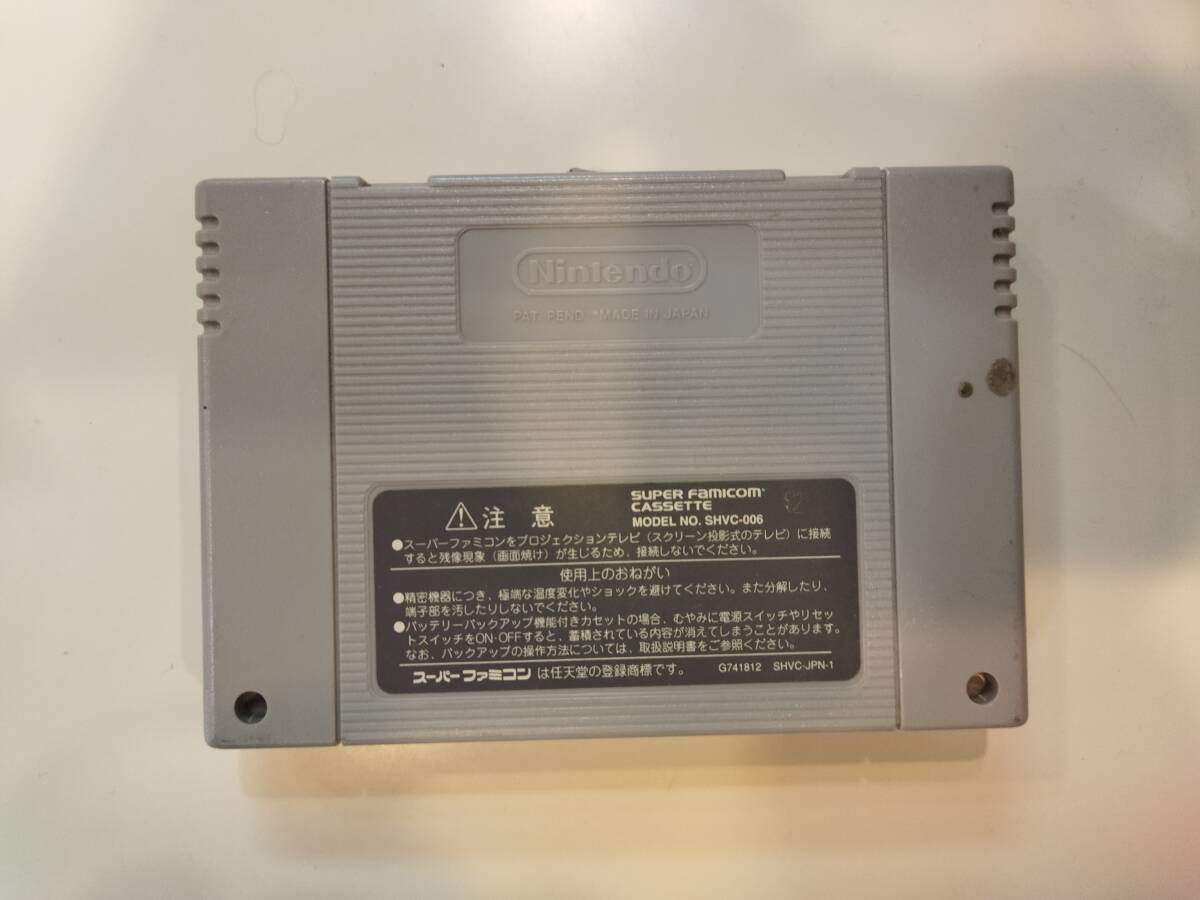 Nintendo
PAT. PEND. *MADE IN JAPAN
注 意
SUPER FAMICOM
CASSETTE
MODEL NO. SHVC-006
●スーパーファミコンをプロジェクションテレビ（スクリーン投影式のテレビ）に接続
すると残像現象（画面焼け）が生じるため、接続しないでください。
使用上のおねがい
●精密機器につき、極端な温度変化やショックを避けてください。また分解したり、
端子部を汚したりしないでください。
●バッテリーバックアップ機能付きカセットの場合、むやみに電源スイッチやリセッ
トスイッチをON・OFFすると、蓄積されている内容が消えてしまうことがあります。
なお、バックアップの操作方法については、取扱説明書をご参照ください。
スーパーファミコン は任天堂の登録商標です。
G741812 SHVC-JPN-1